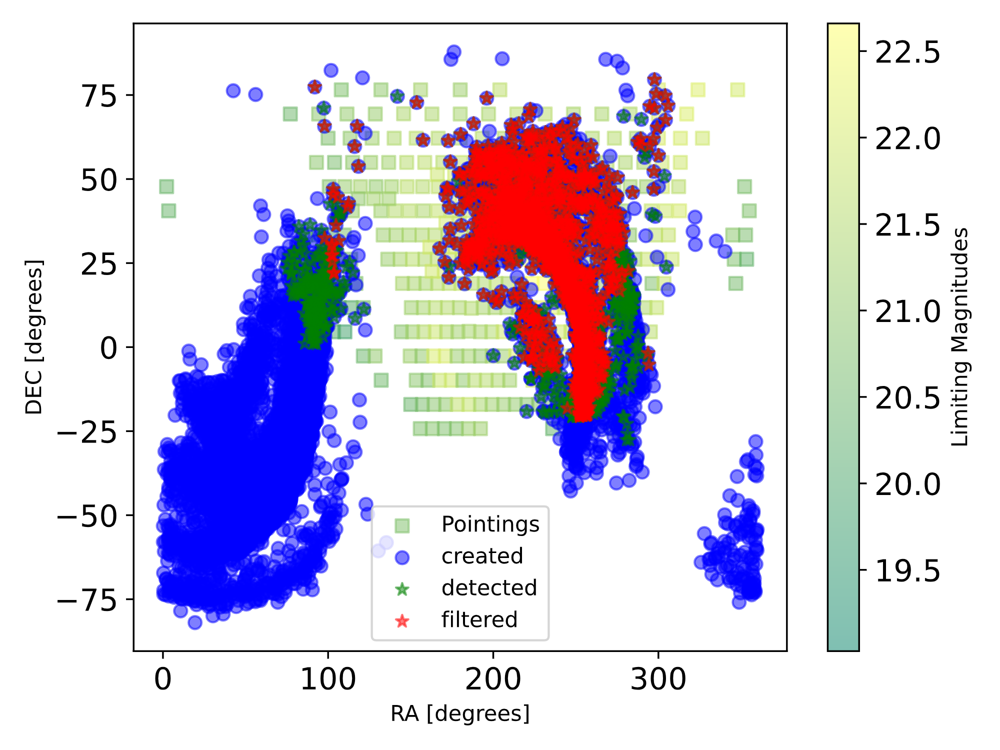 75
50
25
0
−25
−50
−75
DEC [degrees]
0
100
200
300
RA [degrees]
Pointings
created
detected
filtered
22.5
22.0
21.5
21.0
20.5
20.0
19.5
Limiting Magnitudes